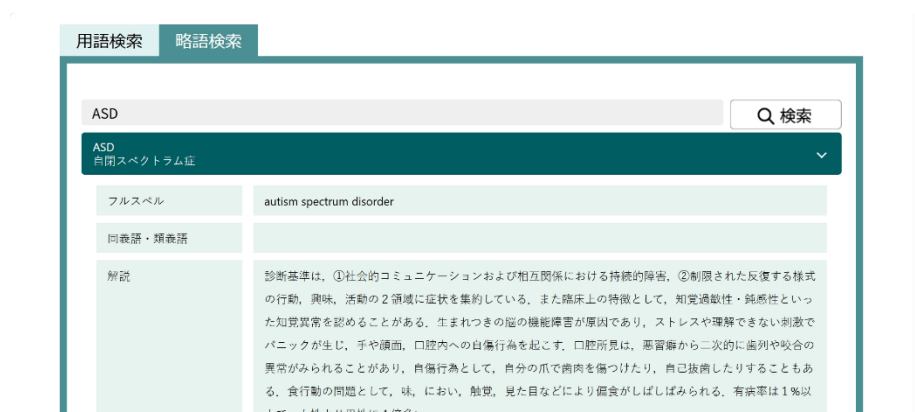 用語検索 略語検索
ASD 検索
ASD
自閉スペクトラム症
フルスペル autism spectrum disorder
同義語・類義語
解説 診断基準は，①社会的コミュニケーションおよび相互関係における持続的障害，②制限された反復する様式
の行動，興味，活動の２領域に症状を集約している．また臨床上の特徴として，知覚過敏性・鈍感性といっ
た知覚異常を認めることがある．生まれつきの脳の機能障害が原因であり，ストレスや理解できない刺激で
パニックが生じ，手や顔面，口腔内への自傷行為を起こす．口腔所見は，悪習癖から二次的に歯列や咬合の
異常がみられることがあり，自傷行為として，自分の爪で歯肉を傷つけたり，自己抜歯したりすることもあ
る．食行動の問題として，味，におい，触覚，見た目などにより偏食がしばしばみられる．有病率は１%以